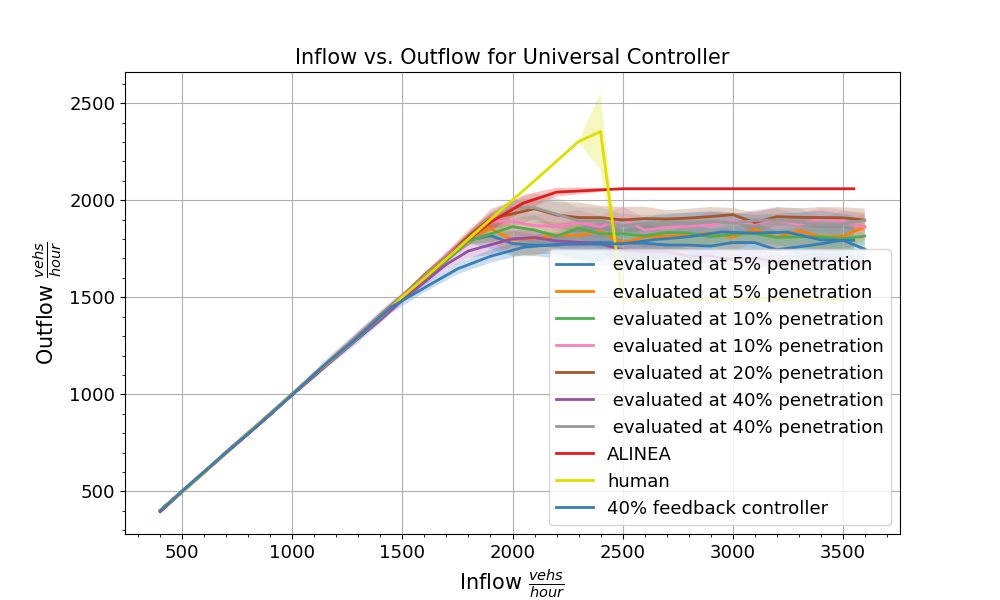 Inflow vs. Outflow for Universal Controller
Outflow vehs/hour
2500
2000
1500
1000
500
evaluated at 5% penetration
evaluated at 5% penetration
evaluated at 10% penetration
evaluated at 10% penetration
evaluated at 20% penetration
evaluated at 40% penetration
evaluated at 40% penetration
ALINEA
human
40% feedback controller
500 1000 1500 2000 2500 3000 3500
Inflow vehs/hour